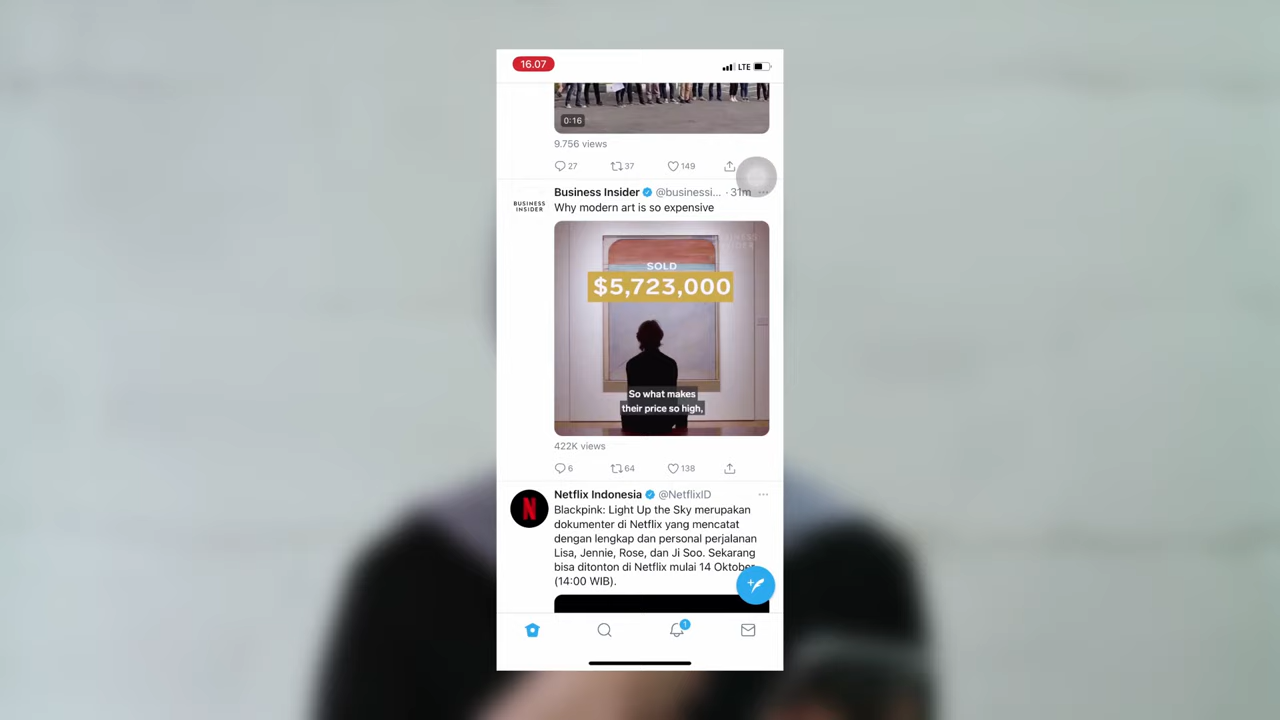 16.07
LTE
0:16
9.756 views
27 37 149
Business Insider @businessi... · 31m ...
BUSINESS
INSIDER
Why modern art is so expensive
BUSINESS
INSIDER
SOLD
$5,723,000
So what makes
their price so high,
422K views
6 64 138
Netflix Indonesia @NetflixID ...
N
Blackpink: Light Up the Sky merupakan
dokumenter di Netflix yang mencatat
dengan lengkap dan personal perjalanan
Lisa, Jennie, Rose, dan Ji Soo. Sekarang
bisa ditonton di Netflix mulai 14 Oktober
(14:00 WIB).
1